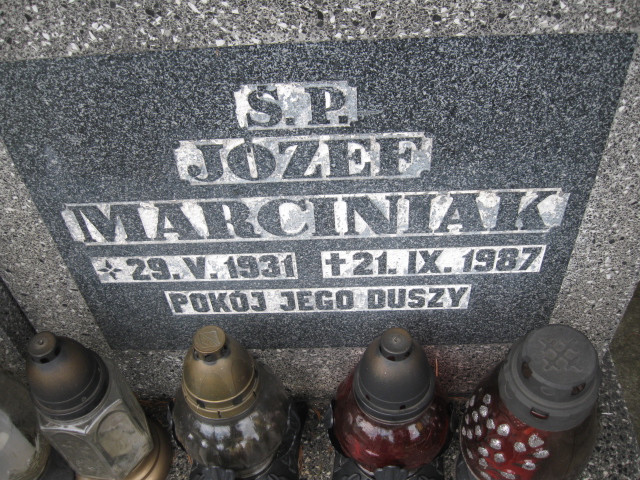 Ś.P.
JÓZEF
MARCINIAK
☆ 29.V.1931 ✝ 21.IX.1987
POKÓJ JEGO DUSZY